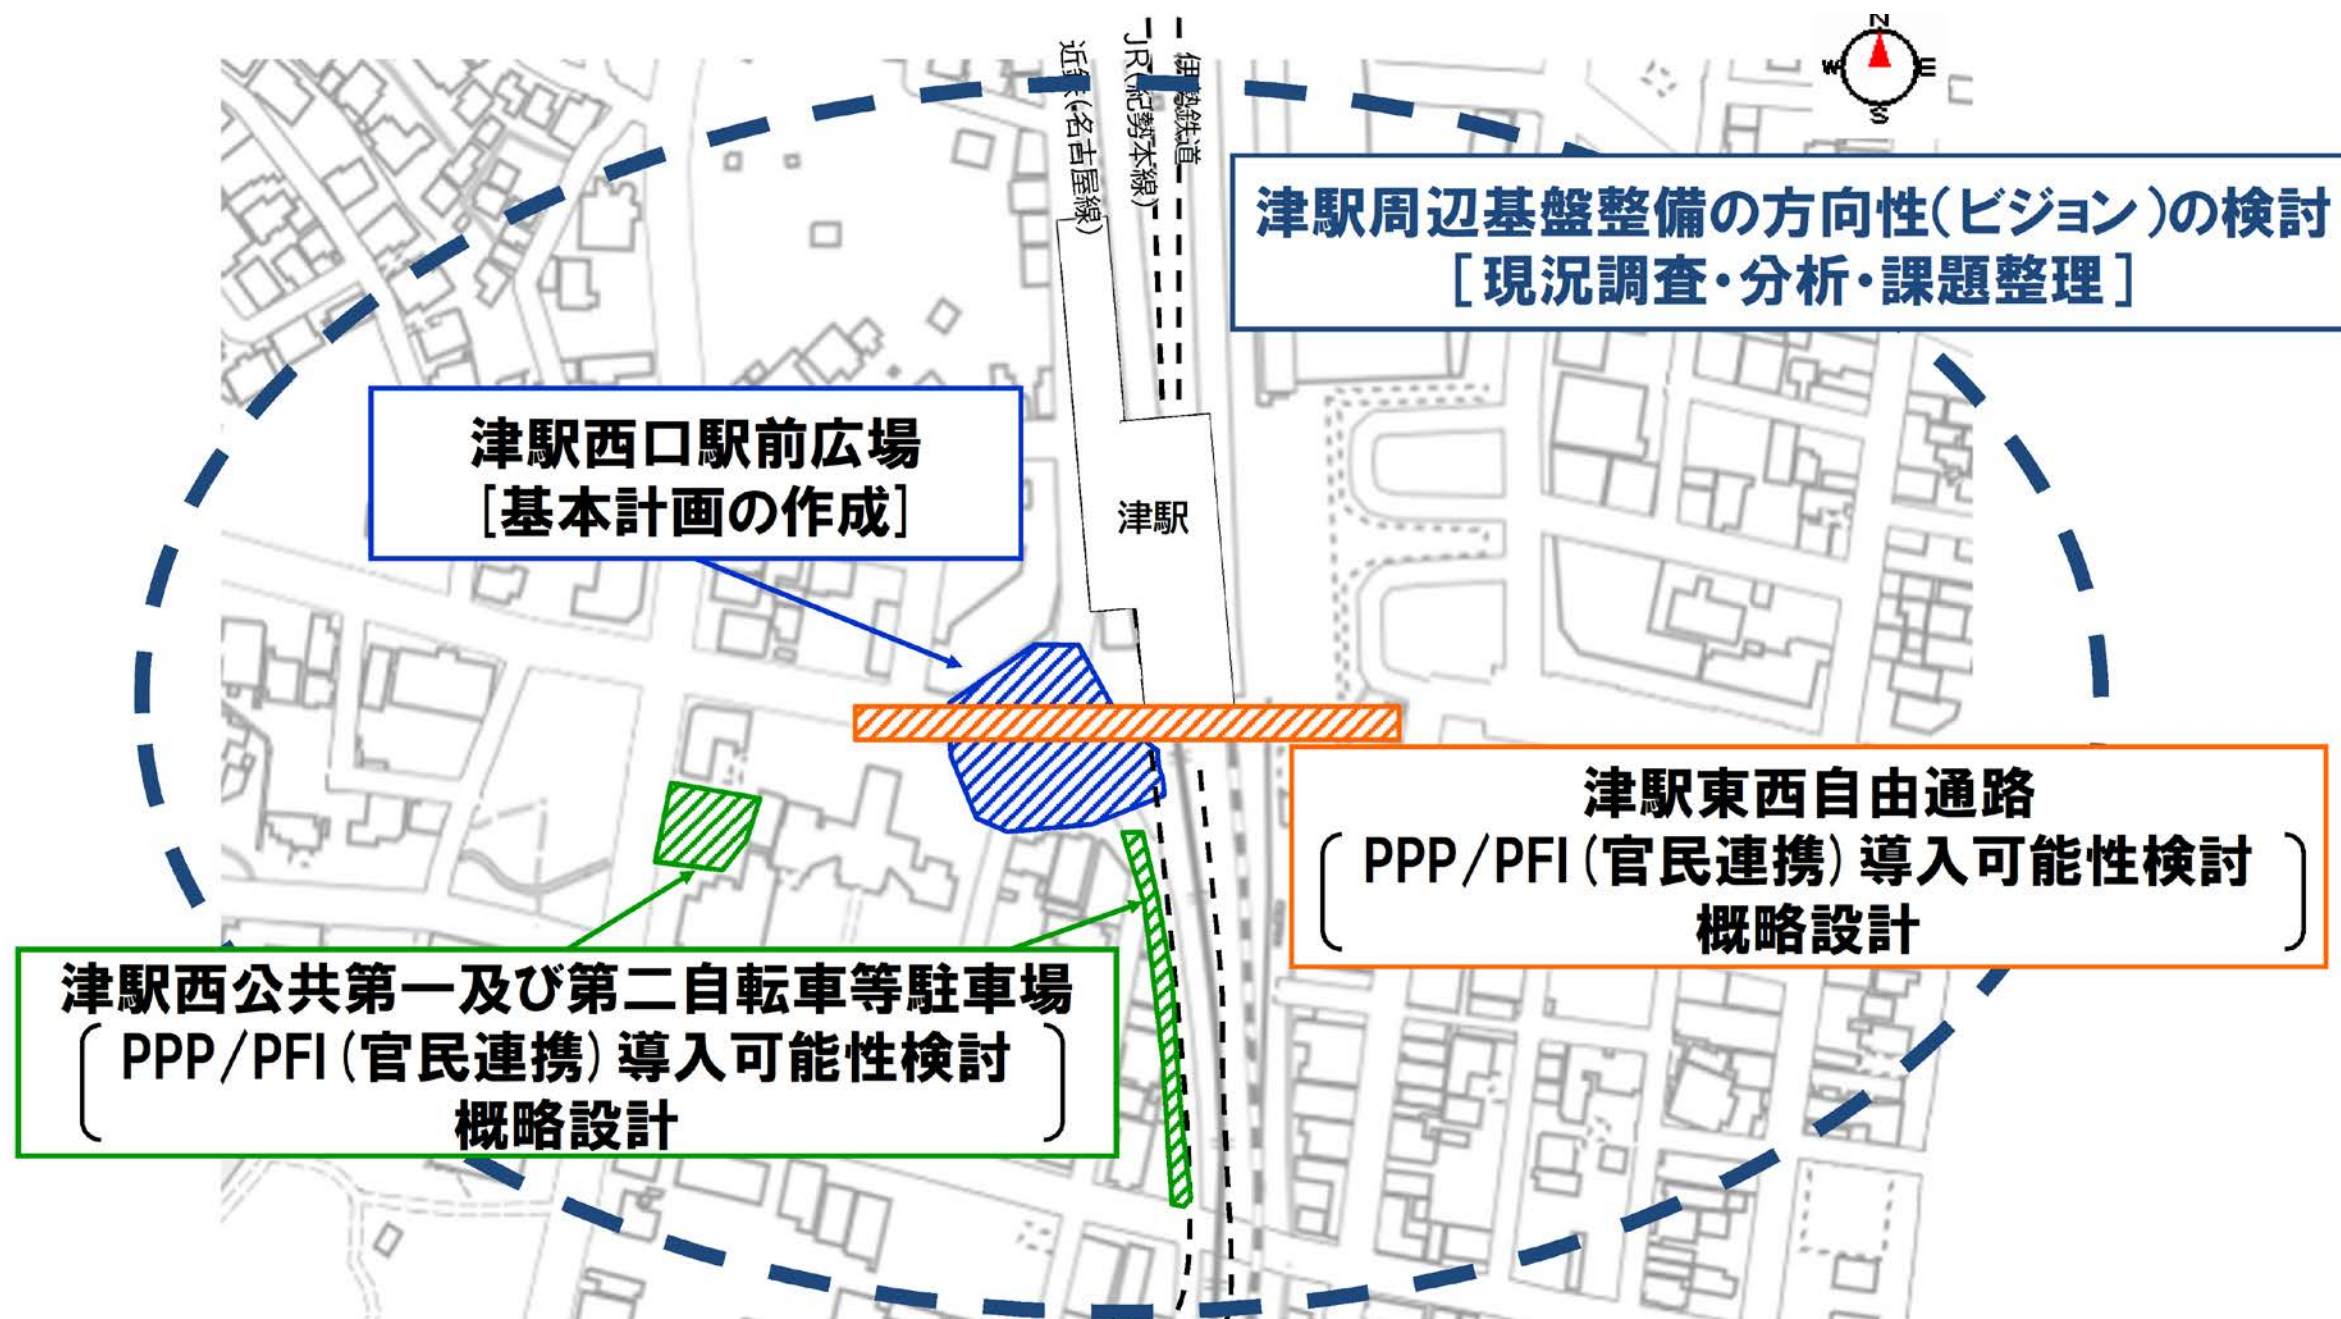 近鉄(名古屋線)
JR(紀勢本線)
伊勢鉄道
N
W
E
S
津駅周辺基盤整備の方向性(ビジョン)の検討
[現況調査・分析・課題整理]
津駅西口駅前広場
[基本計画の作成]
津駅
津駅東西自由通路
PPP/PFI(官民連携)導入可能性検討
概略設計
津駅西公共第一及び第二自転車等駐車場
PPP/PFI(官民連携)導入可能性検討
概略設計